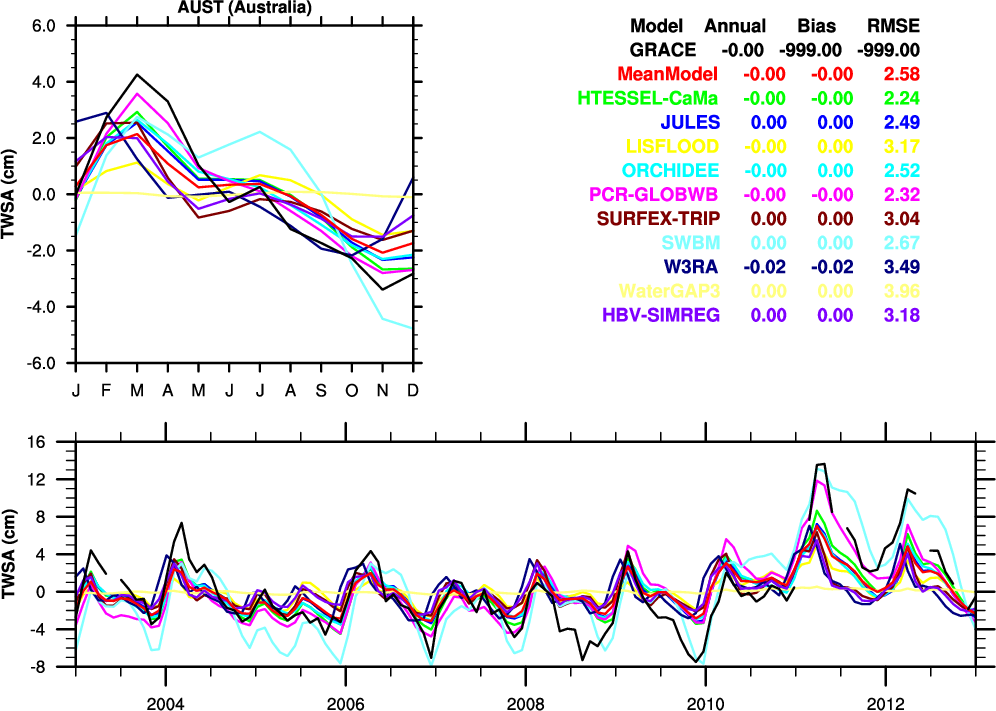 AUST (Australia)
6.0
4.0
2.0
0.0
-2.0
-4.0
-6.0
TWSA (cm)
J F M A M J J A S O N D
Model Annual Bias RMSE
GRACE -0.00 -999.00 -999.00
MeanModel -0.00 -0.00 2.58
HTESSEL-CaMa -0.00 -0.00 2.24
JULES 0.00 0.00 2.49
LISFLOOD -0.00 0.00 3.17
ORCHIDEE 0.00 0.00 2.52
PCR-GLOBWB -0.00 -0.00 2.32
SURFEX-TRIP 0.00 0.00 3.04
SWBM 0.00 0.00 2.67
W3RA -0.02 -0.02 3.49
WaterGAP3 0.00 0.00 3.96
HBV-SIMREG 0.00 0.00 3.18
16
12
8
4
0
-4
-8
TWSA (cm)
2004 2006 2008 2010 2012